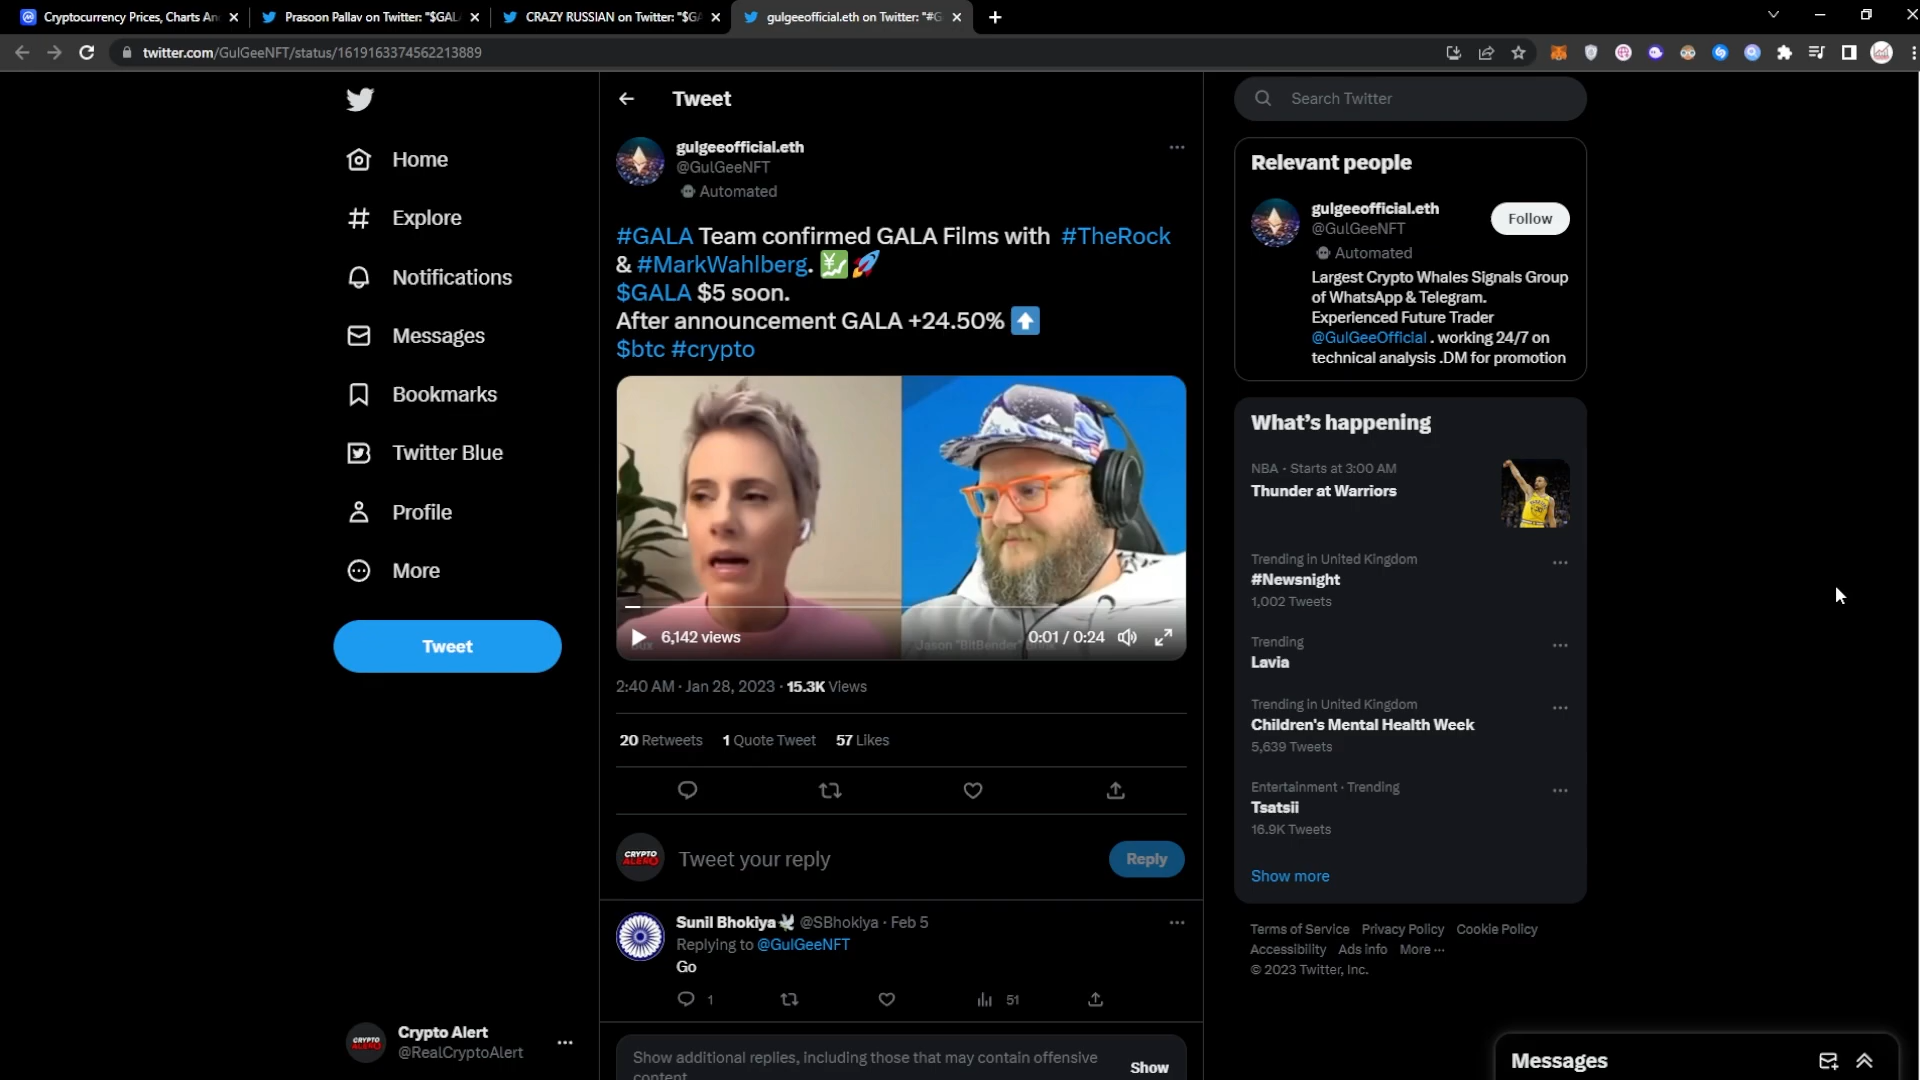 Cryptocurrency Prices, Charts An
Prasoon Pallav on Twitter: "$GAL
CRAZY RUSSIAN on Twitter: "$GA
gulgeeofficial.eth on Twitter: "#G
twitter.com/GulGeeNFT/status/1619163374562213889
Home
Explore
Notifications
Messages
Bookmarks
Twitter Blue
Profile
More
Tweet
Crypto Alert
@RealCryptoAlert
Tweet
gulgeeofficial.eth
@GulGeeNFT
Automated
#GALA Team confirmed GALA Films with #TheRock
& #MarkWahlberg.
$GALA $5 soon.
After announcement GALA +24.50%
$btc #crypto
6,142 views
0:01 / 0:24
Jason "BitBender"
2:40 AM · Jan 28, 2023 · 15.3K Views
20 Retweets 1 Quote Tweet 57 Likes
CRYPTO
ALERT
Tweet your reply
Reply
Sunil Bhokiya @SBhokiya · Feb 5
Replying to @GulGeeNFT
Go
1
51
Show additional replies, including those that may contain offensive
content
Show
Search Twitter
Relevant people
gulgeeofficial.eth
@GulGeeNFT
Follow
Automated
Largest Crypto Whales Signals Group
of WhatsApp & Telegram.
Experienced Future Trader
@GulGeeOfficial . working 24/7 on
technical analysis .DM for promotion
What's happening
NBA · Starts at 3:00 AM
Thunder at Warriors
Trending in United Kingdom
#Newsnight
1,002 Tweets
Trending
Lavia
Trending in United Kingdom
Children's Mental Health Week
5,639 Tweets
Entertainment · Trending
Tsatsii
16.9K Tweets
Show more
Terms of Service Privacy Policy Cookie Policy
Accessibility Ads info More ···
© 2023 Twitter, Inc.
Messages